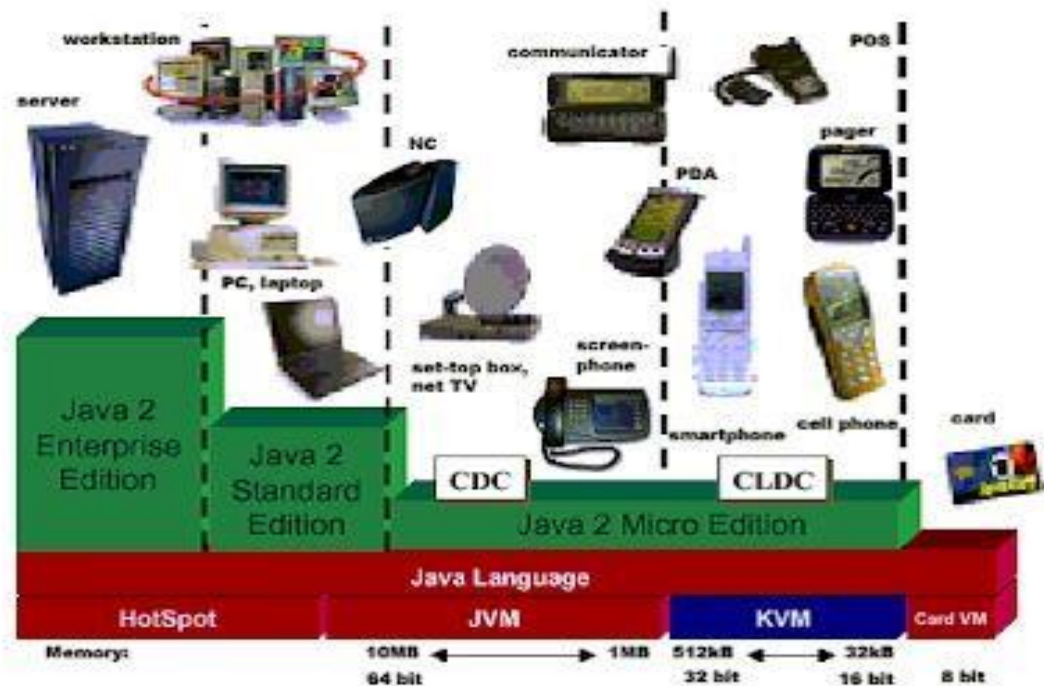 workstation
server
communicator
POS
NC
pager
PDA
PC, laptop
set-top box,
net TV
screen-
phone
smartphone
cell phone
card
Java 2
Enterprise
Edition
Java 2
Standard
Edition
CDC
CLDC
Java 2 Micro Edition
Java Language
HotSpot
JVM
KVM
Card VM
Memory:
10MB
1MB
512kB
32kB
64 bit
32 bit
16 bit
8 bit